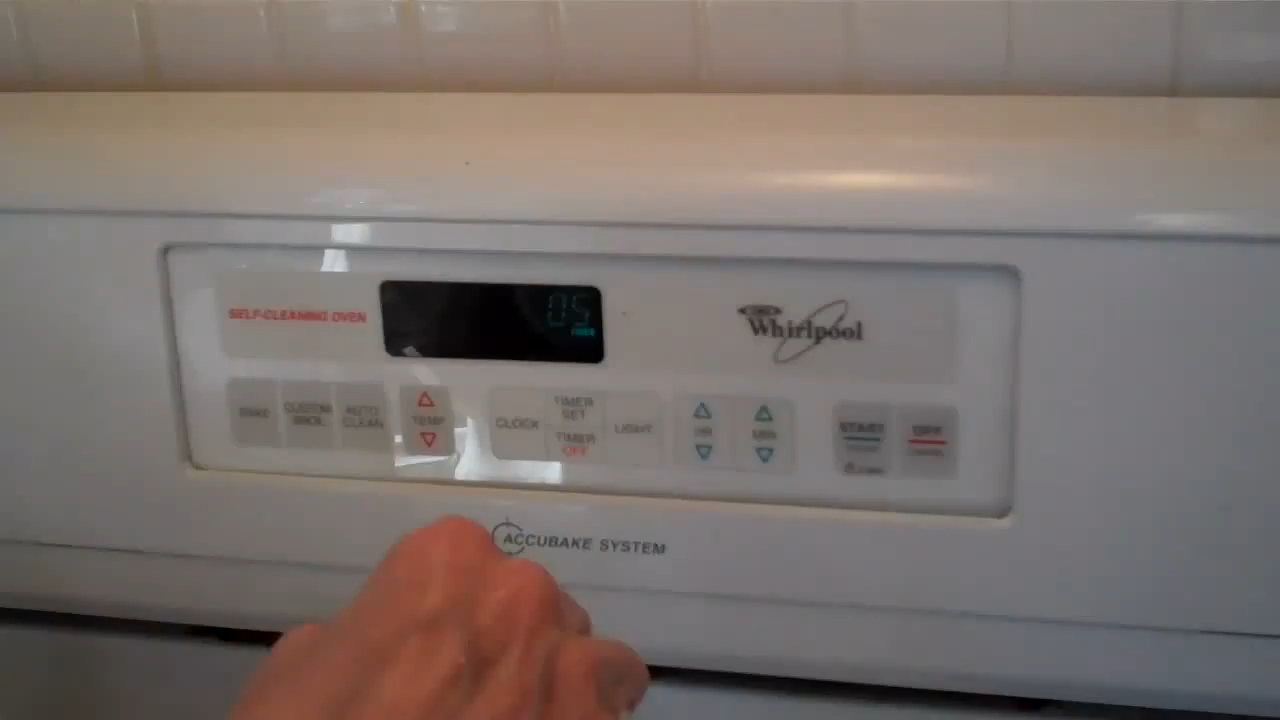 SELF-CLEANING OVEN
05
Whirlpool
BAKE
CUSTOM
BROIL
AUTO
CLEAN
TEMP
CLOCK
TIMER
SET
TIMER
OFF
LIGHT
HR
MIN
START
OFF
CANCEL
ACCUBAKE SYSTEM